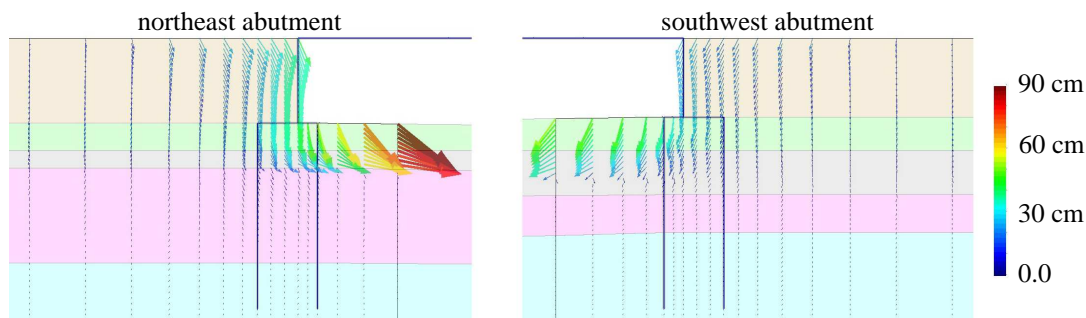 northeast abutment
southwest abutment
90 cm
60 cm
30 cm
0.0